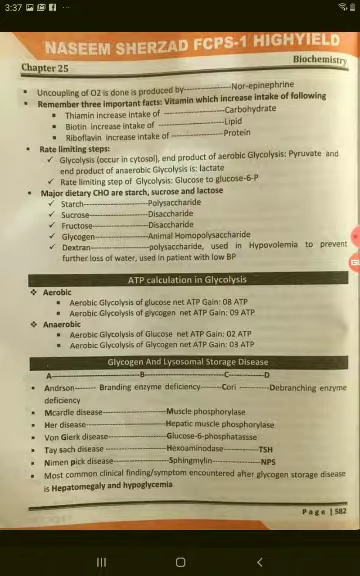 3:37
NASEEM SHERZAD FCPS-1 HIGHYIELD
Chapter 25
Biochemistry
▪ Uncoupling of O2 is done is produced by---------------Nor-epinephrine
▪ Remember three important facts: Vitamin which increase intake of following
▪ Thiamin increase intake of ----------------------Carbohydrate
▪ Biotin increase intake of ----------------------Lipid
▪ Riboflavin increase intake of ------------------Protein
▪ Rate limiting steps:
✓ Glycolysis (occur in cytosol), end product of aerobic Glycolysis: Pyruvate and
end product of anaerobic Glycolysis is: lactate
✓ Rate limiting step of Glycolysis: Glucose to glucose-6-P
▪ Major dietary CHO are starch, sucrose and lactose
✓ Starch----------------------Polysaccharide
✓ Sucrose--------------------Disaccharide
✓ Fructose-------------------Disaccharide
✓ Glycogen------------------Animal Homopolysaccharide
✓ Dextran--------------------polysaccharide, used in Hypovolemia to prevent
further loss of water, used in patient with low BP
ATP calculation in Glycolysis
❖ Aerobic
▪ Aerobic Glycolysis of glucose net ATP Gain: 08 ATP
▪ Aerobic Glycolysis of glycogen net ATP Gain: 09 ATP
❖ Anaerobic
▪ Aerobic Glycolysis of Glucose net ATP Gain: 02 ATP
▪ Aerobic Glycolysis of Glycogen net ATP Gain: 03 ATP
Glycogen And Lysosomal Storage Disease
A----------------------------B--------------------------C-----------D
▪ Andrson------- Branding enzyme deficiency-------Cori ----------Debranching enzyme
deficiency
▪ Mcardle disease---------------------Muscle phosphorylase
▪ Her disease---------------------------Hepatic muscle phosphorylase
▪ Von Gierk disease-------------------Glucose-6-phosphatassse
▪ Tay sach disease --------------------Hexoaminodase ------------TSH
▪ Nimen pick disease------------------Sphingmylin----------------NPS
▪ Most common clinical finding/symptom encountered after glycogen storage disease
is Hepatomegaly and hypoglycemia
Page | 582